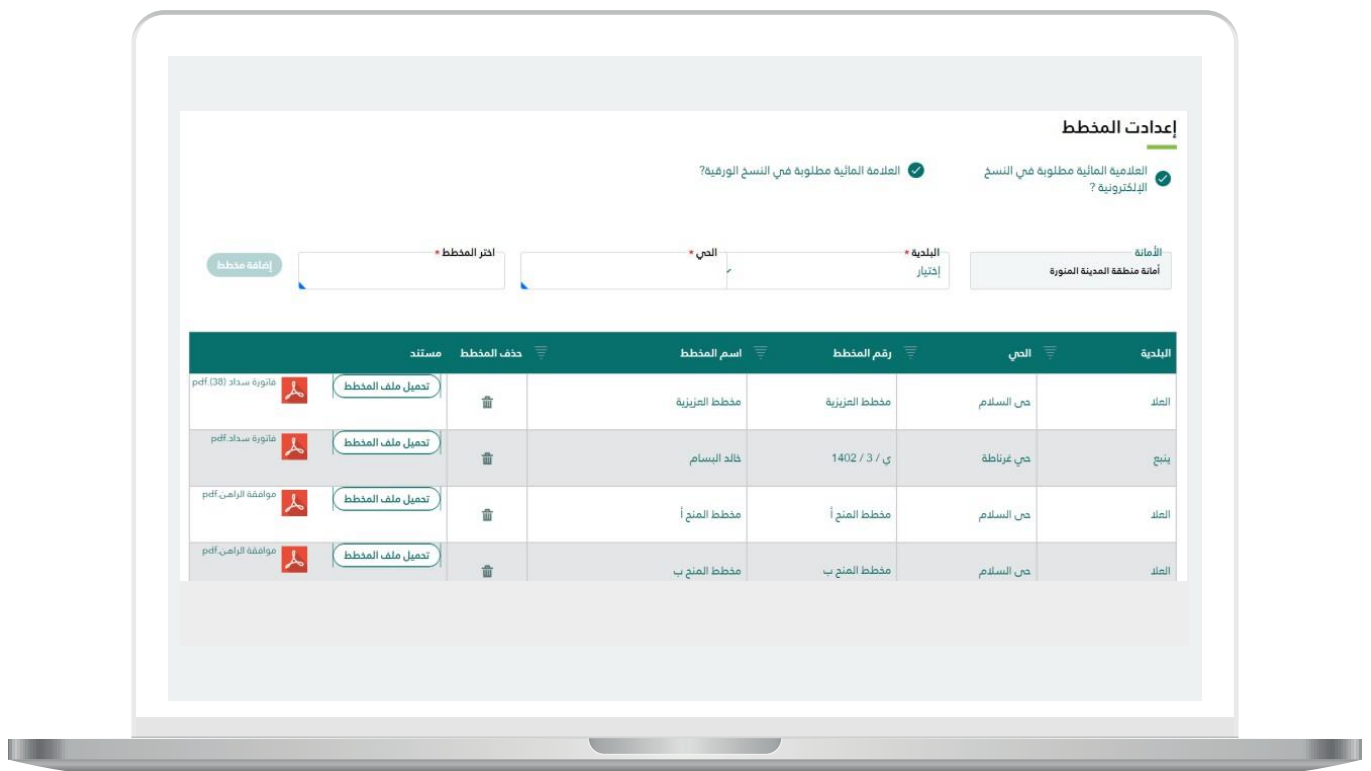 إعدادت المخطط
العلامية المائية مطلوبة في النسخ
الإلكترونية ?
العلامة المائية مطلوبة في النسخ الورقية?
الأمانة
أمانة منطقة المدينة المنورة
البلدية *
إختيار
الحي *
اختر المخطط *
إضافة مخطط
البلدية الحي رقم المخطط اسم المخطط حذف المخطط مستند
العلا حى السلام مخطط العزيزية مخطط العزيزية تحميل ملف المخطط فاتورة سداد (38).pdf
ينبع حي غرناطة ي / 3 / 1402 خالد البسام تحميل ملف المخطط فاتورة سداد.pdf
العلا حى السلام مخطط المنح أ مخطط المنح أ تحميل ملف المخطط موافقة الراهن.pdf
العلا حى السلام مخطط المنح ب مخطط المنح ب تحميل ملف المخطط موافقة الراهن.pdf